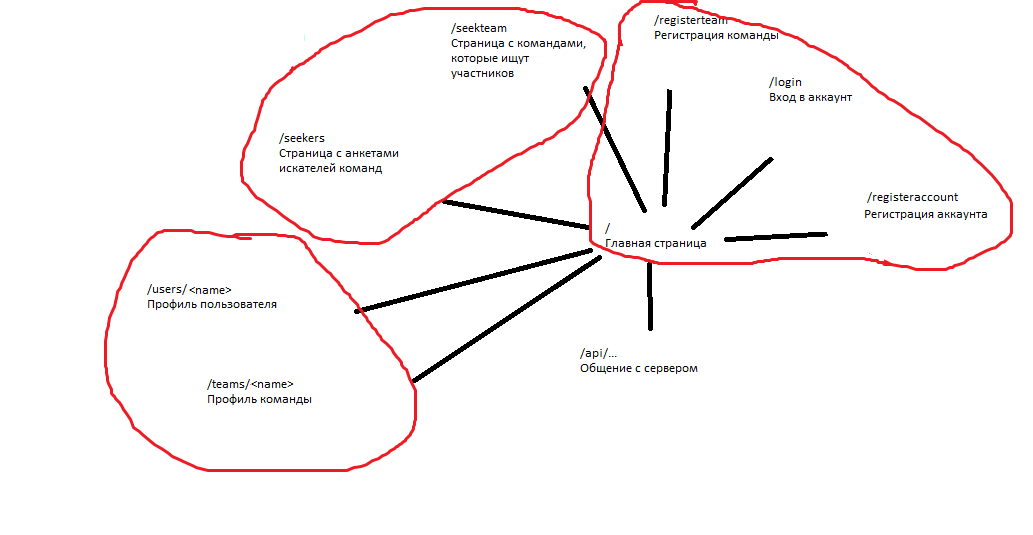 /seekteam
Страница с командами,
которые ищут
участников
/registerteam
Регистрация команды
/login
Вход в аккаунт
/seekers
Страница с анкетами
искателей команд
/registeraccount
Регистрация аккаунта
/
Главная страница
/users/<name>
Профиль пользователя
/api/...
Общение с сервером
/teams/<name>
Профиль команды